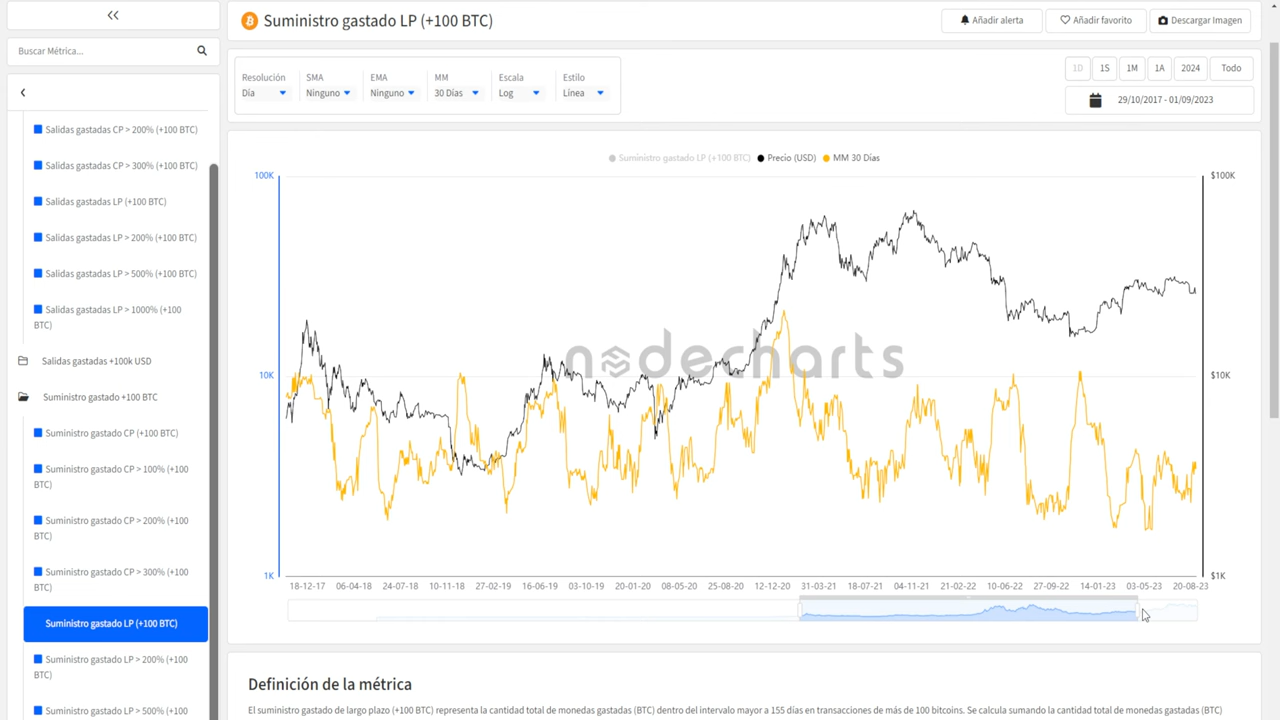 Suministro gastado LP (+100 BTC)
Añadir alerta
Añadir favorito
Descargar Imagen
Buscar Métrica...
Resolución
Día
SMA
Ninguno
EMA
Ninguno
MM
30 Días
Escala
Log
Estilo
Línea
1D
1S
1M
1A
2024
Todo
29/10/2017 - 01/09/2023
Salidas gastadas CP > 200% (+100 BTC)
Salidas gastadas CP > 300% (+100 BTC)
Salidas gastadas LP (+100 BTC)
Salidas gastadas LP > 200% (+100 BTC)
Salidas gastadas LP > 500% (+100 BTC)
Salidas gastadas LP > 1000% (+100
BTC)
Salidas gastadas +100k USD
Suministro gastado +100 BTC
Suministro gastado CP (+100 BTC)
Suministro gastado CP > 100% (+100
BTC)
Suministro gastado CP > 200% (+100
BTC)
Suministro gastado CP > 300% (+100
BTC)
Suministro gastado LP (+100 BTC)
Suministro gastado LP > 200% (+100
BTC)
Suministro gastado LP > 500% (+100
Suministro gastado LP (+100 BTC)
Precio (USD)
MM 30 Días
100K
$100K
10K
$10K
1K
$1K
nodecharts
18-12-17 06-04-18 24-07-18 10-11-18 27-02-19 16-06-19 03-10-19 20-01-20 08-05-20 25-08-20 12-12-20 31-03-21 18-07-21 04-11-21 21-02-22 10-06-22 27-09-22 14-01-23 03-05-23 20-08-23
Definición de la métrica
El suministro gastado de largo plazo (+100 BTC) representa la cantidad total de monedas gastadas (BTC) dentro del intervalo mayor a 155 días en transacciones de más de 100 bitcoins. Se calcula sumando la cantidad total de monedas gastadas (BTC)